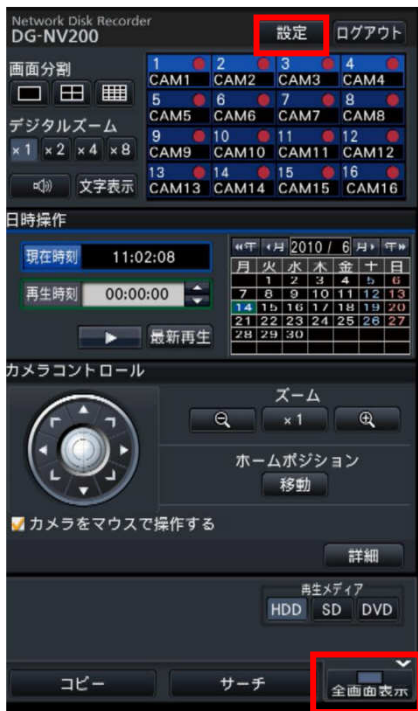 Network Disk Recorder
DG-NV200
設定 ログアウト
画面分割
1 2 3 4
CAM1 CAM2 CAM3 CAM4
5 6 7 8
CAM5 CAM6 CAM7 CAM8
デジタルズーム
×1 ×2 ×4 ×8
9 10 11 12
CAM9 CAM10 CAM11 CAM12
文字表示
13 14 15 16
CAM13 CAM14 CAM15 CAM16
日時操作
現在時刻 11:02:08
再生時刻 00:00:00
最新再生
年 月 2010 / 6 月 年
月 火 水 木 金 土 日
1 2 3 4 5 6
7 8 9 10 11 12 13
14 15 16 17 18 19 20
21 22 23 24 25 26 27
28 29 30
カメラコントロール
ズーム
×1
ホームポジション
移動
カメラをマウスで操作する
詳細
再生メディア
HDD SD DVD
コピー サーチ 全画面表示